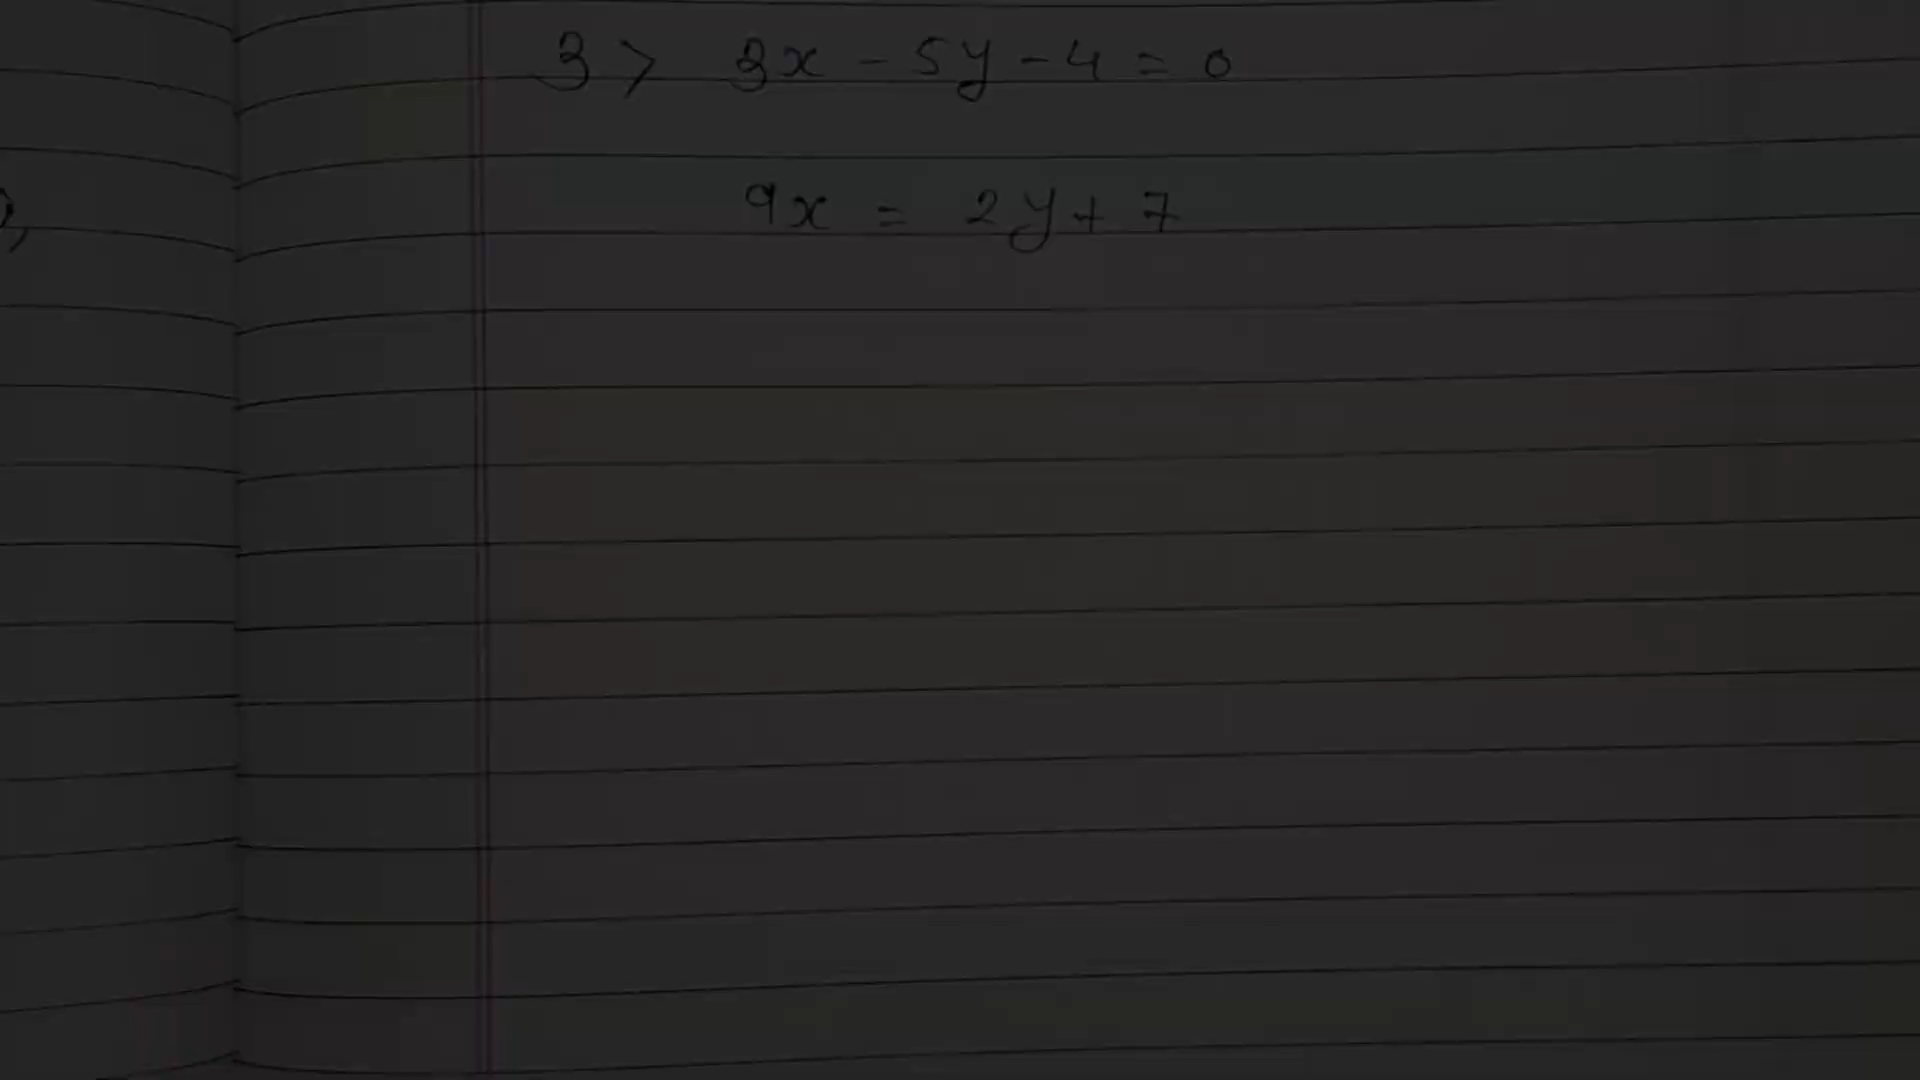 3> 3x - 5y - 4 = 0
9x = 2y + 7